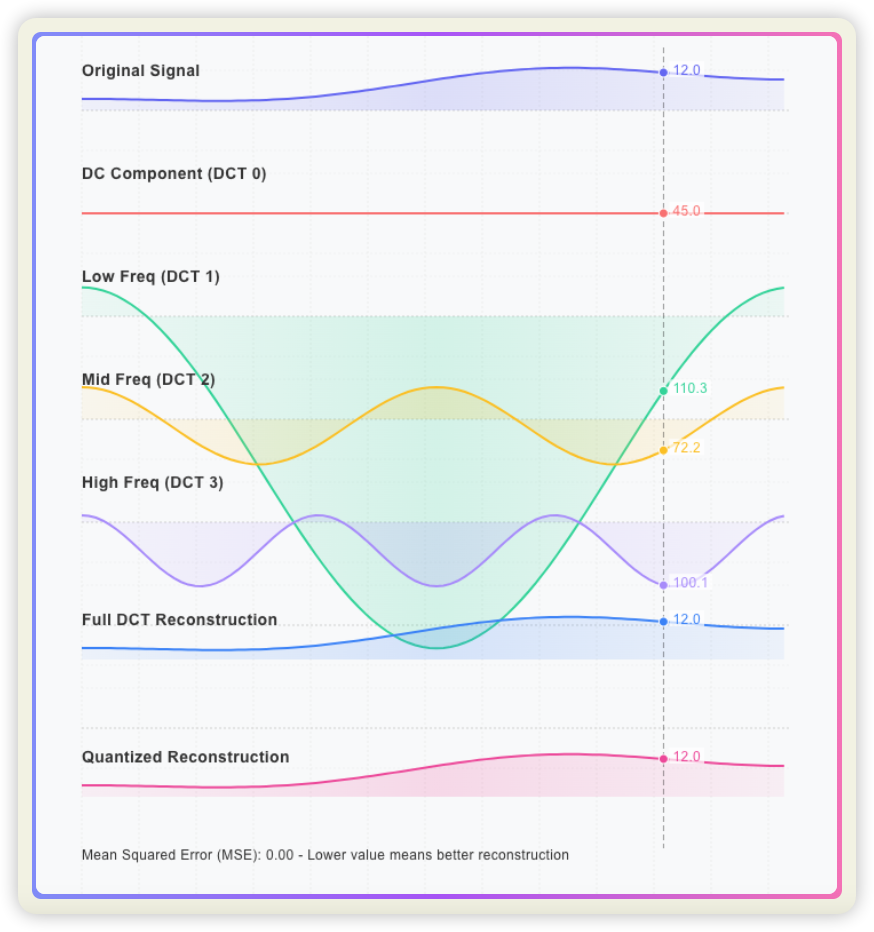 Original Signal
12.0
DC Component (DCT 0)
45.0
Low Freq (DCT 1)
Mid Freq (DCT 2)
110.3
72.2
High Freq (DCT 3)
100.1
Full DCT Reconstruction
12.0
Quantized Reconstruction
12.0
Mean Squared Error (MSE): 0.00 - Lower value means better reconstruction